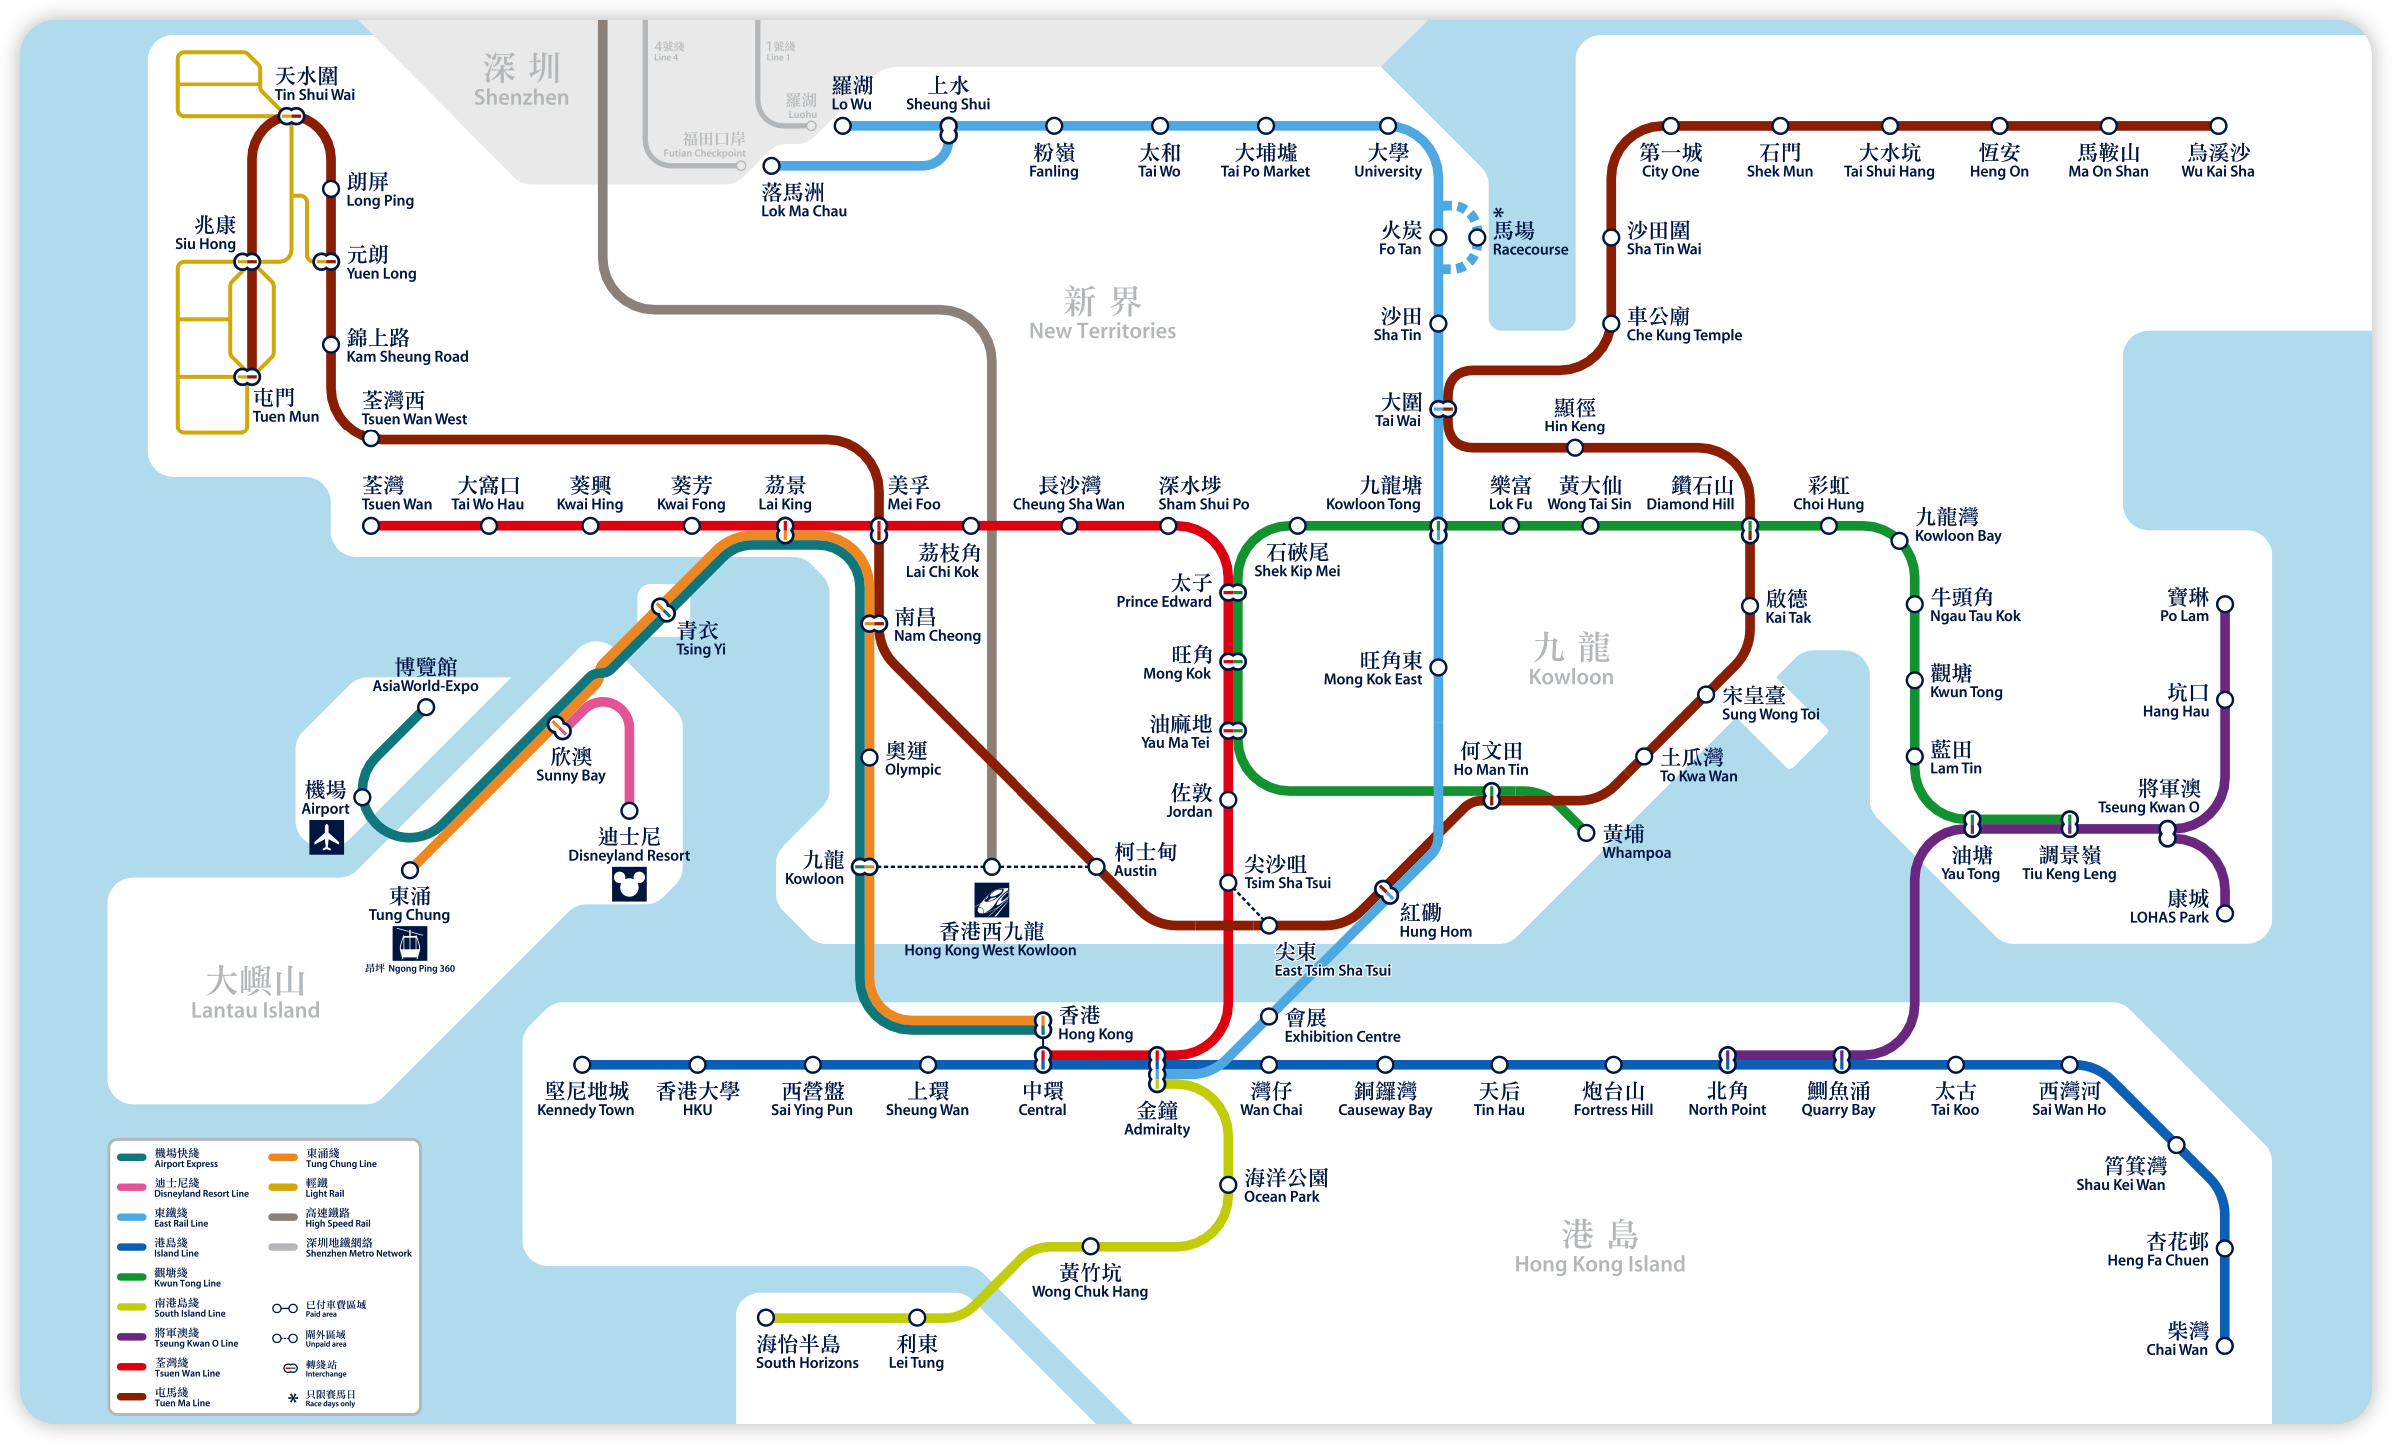 深圳
Shenzhen
4號綫
Line 4
1號綫
Line 1
羅湖
Luohu
福田口岸
Futian Checkpoint
天水圍
Tin Shui Wai
朗屏
Long Ping
兆康
Siu Hong
元朗
Yuen Long
錦上路
Kam Sheung Road
屯門
Tuen Mun
荃灣西
Tsuen Wan West
羅湖
Lo Wu
上水
Sheung Shui
落馬洲
Lok Ma Chau
粉嶺
Fanling
太和
Tai Wo
大埔墟
Tai Po Market
大學
University
火炭
Fo Tan
*
馬場
Racecourse
沙田
Sha Tin
大圍
Tai Wai
新界
New Territories
第一城
City One
石門
Shek Mun
大水坑
Tai Shui Hang
恆安
Heng On
馬鞍山
Ma On Shan
烏溪沙
Wu Kai Sha
沙田圍
Sha Tin Wai
車公廟
Che Kung Temple
顯徑
Hin Keng
荃灣
Tsuen Wan
大窩口
Tai Wo Hau
葵興
Kwai Hing
葵芳
Kwai Fong
荔景
Lai King
美孚
Mei Foo
荔枝角
Lai Chi Kok
長沙灣
Cheung Sha Wan
深水埗
Sham Shui Po
石硤尾
Shek Kip Mei
九龍塘
Kowloon Tong
樂富
Lok Fu
黃大仙
Wong Tai Sin
鑽石山
Diamond Hill
彩虹
Choi Hung
九龍灣
Kowloon Bay
牛頭角
Ngau Tau Kok
觀塘
Kwun Tong
藍田
Lam Tin
油塘
Yau Tong
調景嶺
Tiu Keng Leng
將軍澳
Tseung Kwan O
坑口
Hang Hau
寶琳
Po Lam
康城
LOHAS Park
太子
Prince Edward
旺角
Mong Kok
油麻地
Yau Ma Tei
佐敦
Jordan
尖沙咀
Tsim Sha Tsui
旺角東
Mong Kok East
九龍
Kowloon
啟德
Kai Tak
宋皇臺
Sung Wong Toi
土瓜灣
To Kwa Wan
何文田
Ho Man Tin
黃埔
Whampoa
紅磡
Hung Hom
尖東
East Tsim Sha Tsui
柯士甸
Austin
香港西九龍
Hong Kong West Kowloon
九龍
Kowloon
奧運
Olympic
南昌
Nam Cheong
青衣
Tsing Yi
博覽館
AsiaWorld-Expo
機場
Airport
欣澳
Sunny Bay
迪士尼
Disneyland Resort
東涌
Tung Chung
昂坪 Ngong Ping 360
大嶼山
Lantau Island
香港
Hong Kong
會展
Exhibition Centre
堅尼地城
Kennedy Town
香港大學
HKU
西營盤
Sai Ying Pun
上環
Sheung Wan
中環
Central
金鐘
Admiralty
灣仔
Wan Chai
銅鑼灣
Causeway Bay
天后
Tin Hau
炮台山
Fortress Hill
北角
North Point
鰂魚涌
Quarry Bay
太古
Tai Koo
西灣河
Sai Wan Ho
筲箕灣
Shau Kei Wan
杏花邨
Heng Fa Chuen
柴灣
Chai Wan
海洋公園
Ocean Park
黃竹坑
Wong Chuk Hang
利東
Lei Tung
海怡半島
South Horizons
港島
Hong Kong Island
機場快綫
Airport Express
迪士尼綫
Disneyland Resort Line
東鐵綫
East Rail Line
港島綫
Island Line
觀塘綫
Kwun Tong Line
南港島綫
South Island Line
將軍澳綫
Tseung Kwan O Line
荃灣綫
Tsuen Wan Line
屯馬綫
Tuen Ma Line
東涌綫
Tung Chung Line
輕鐵
Light Rail
高速鐵路
High Speed Rail
深圳地鐵網絡
Shenzhen Metro Network
已付車費區域
Paid area
閘外區域
Unpaid area
轉綫站
Interchange
*
只限賽馬日
Race days only